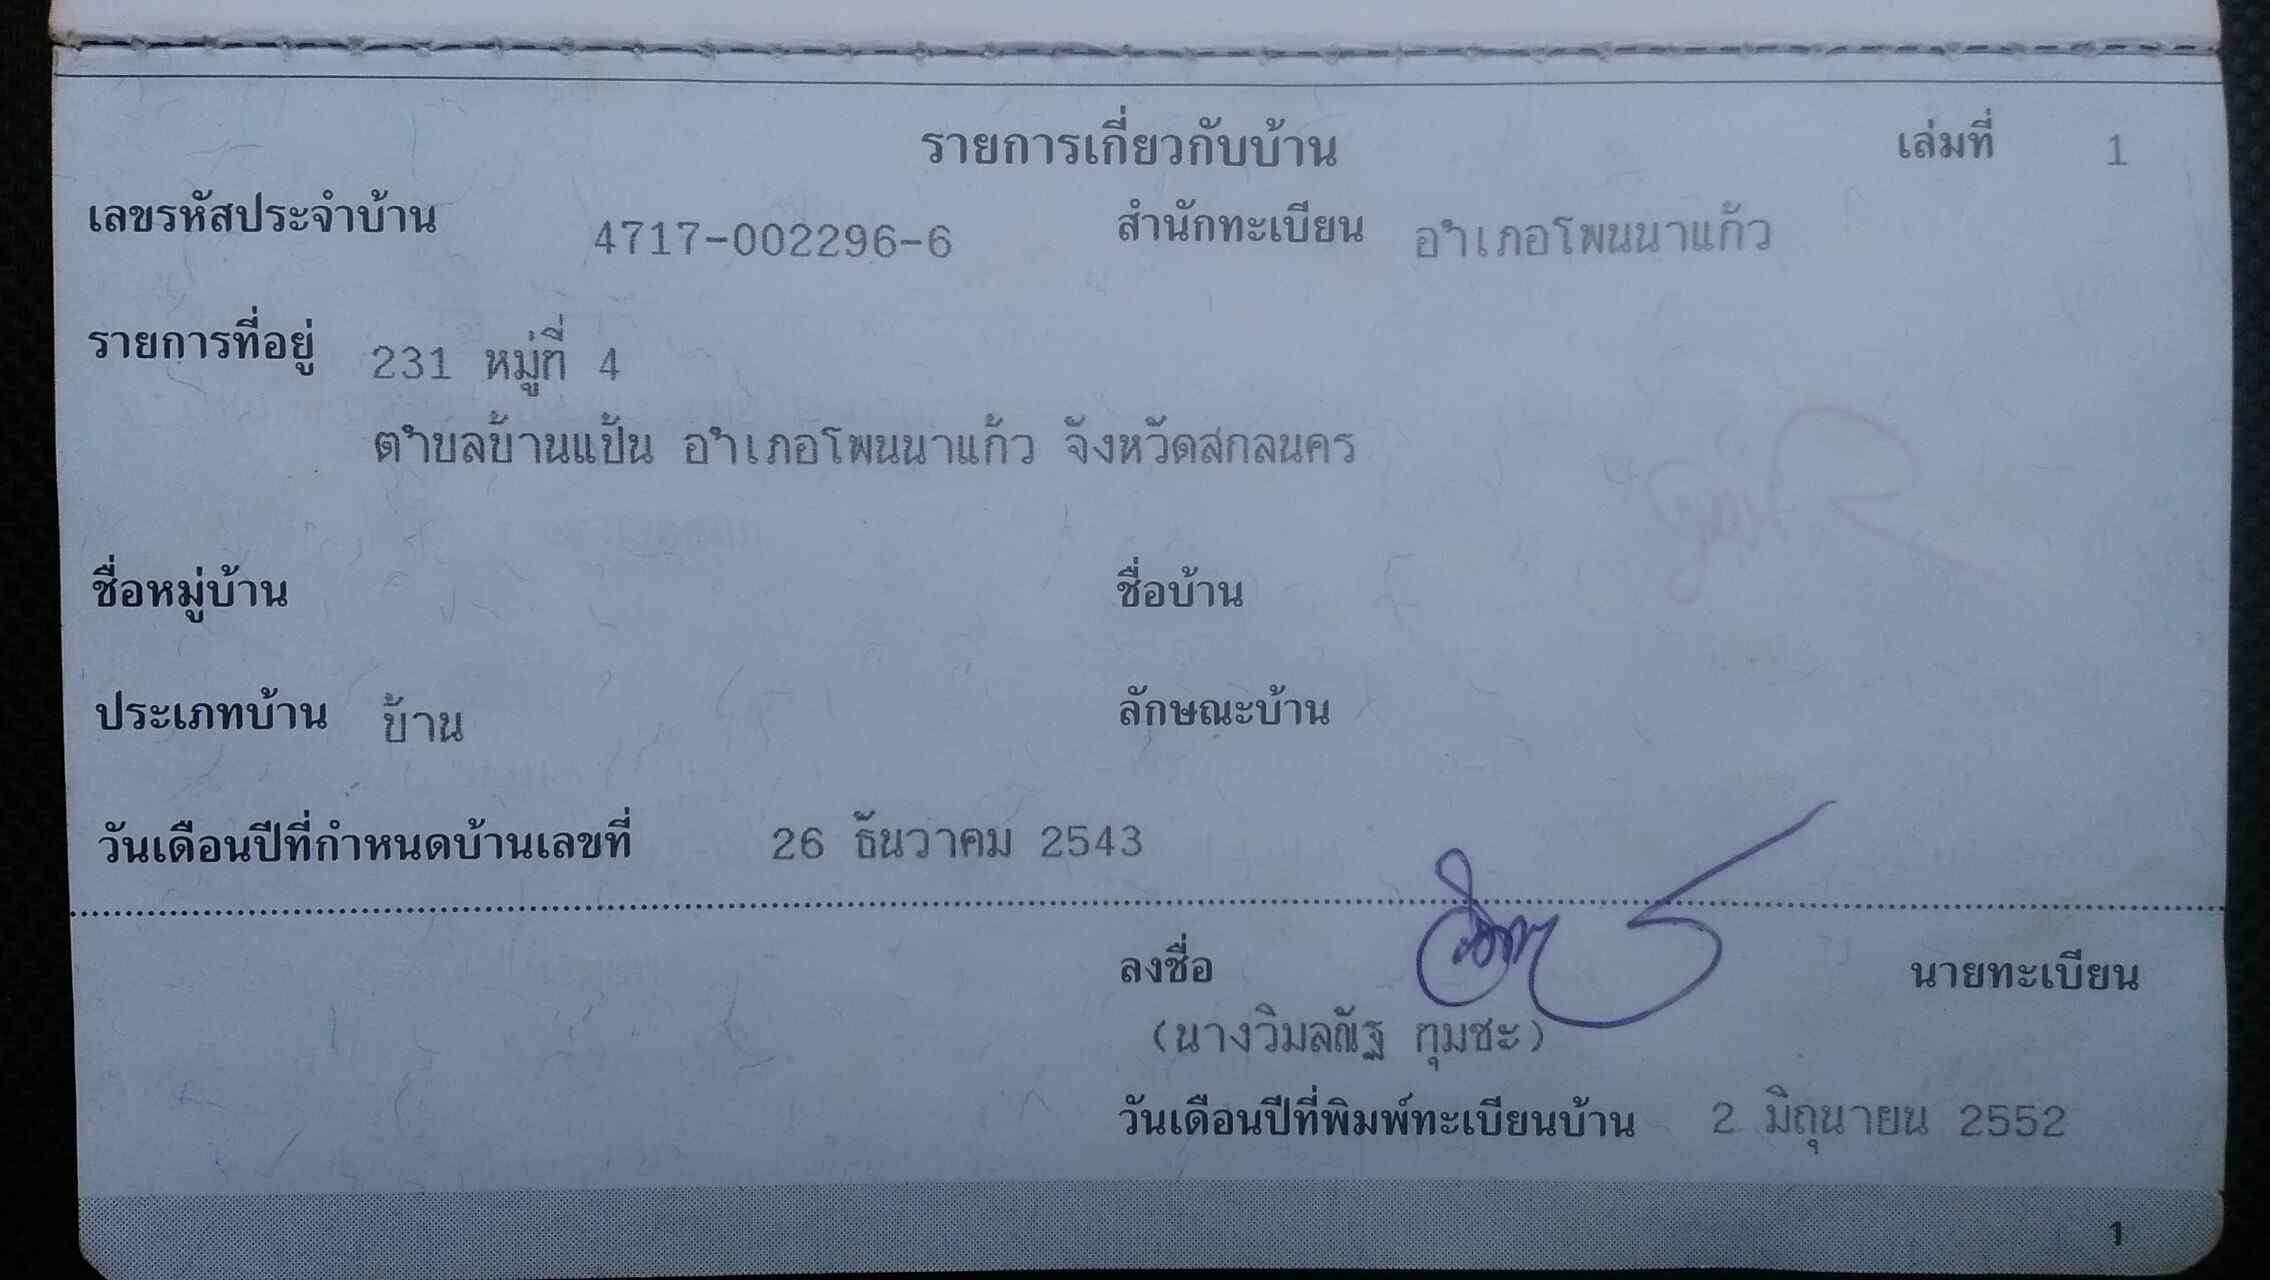 รายการเกี่ยวกับบ้าน เล่มที่ 1
เลขรหัสประจำบ้าน 4717-002296-6 สำนักทะเบียน อำเภอโพนนาแก้ว
รายการที่อยู่ 231 หมู่ที่ 4
ตำบลบ้านแป้น อำเภอโพนนาแก้ว จังหวัดสกลนคร
ชื่อหมู่บ้าน ชื่อบ้าน
ประเภทบ้าน บ้าน ลักษณะบ้าน
วันเดือนปีที่กำหนดบ้านเลขที่ 26 ธันวาคม 2543
ลงชื่อ นายทะเบียน
(นางวิมลณัฐ กุมชะ)
วันเดือนปีที่พิมพ์ทะเบียนบ้าน 2 มิถุนายน 2552
1